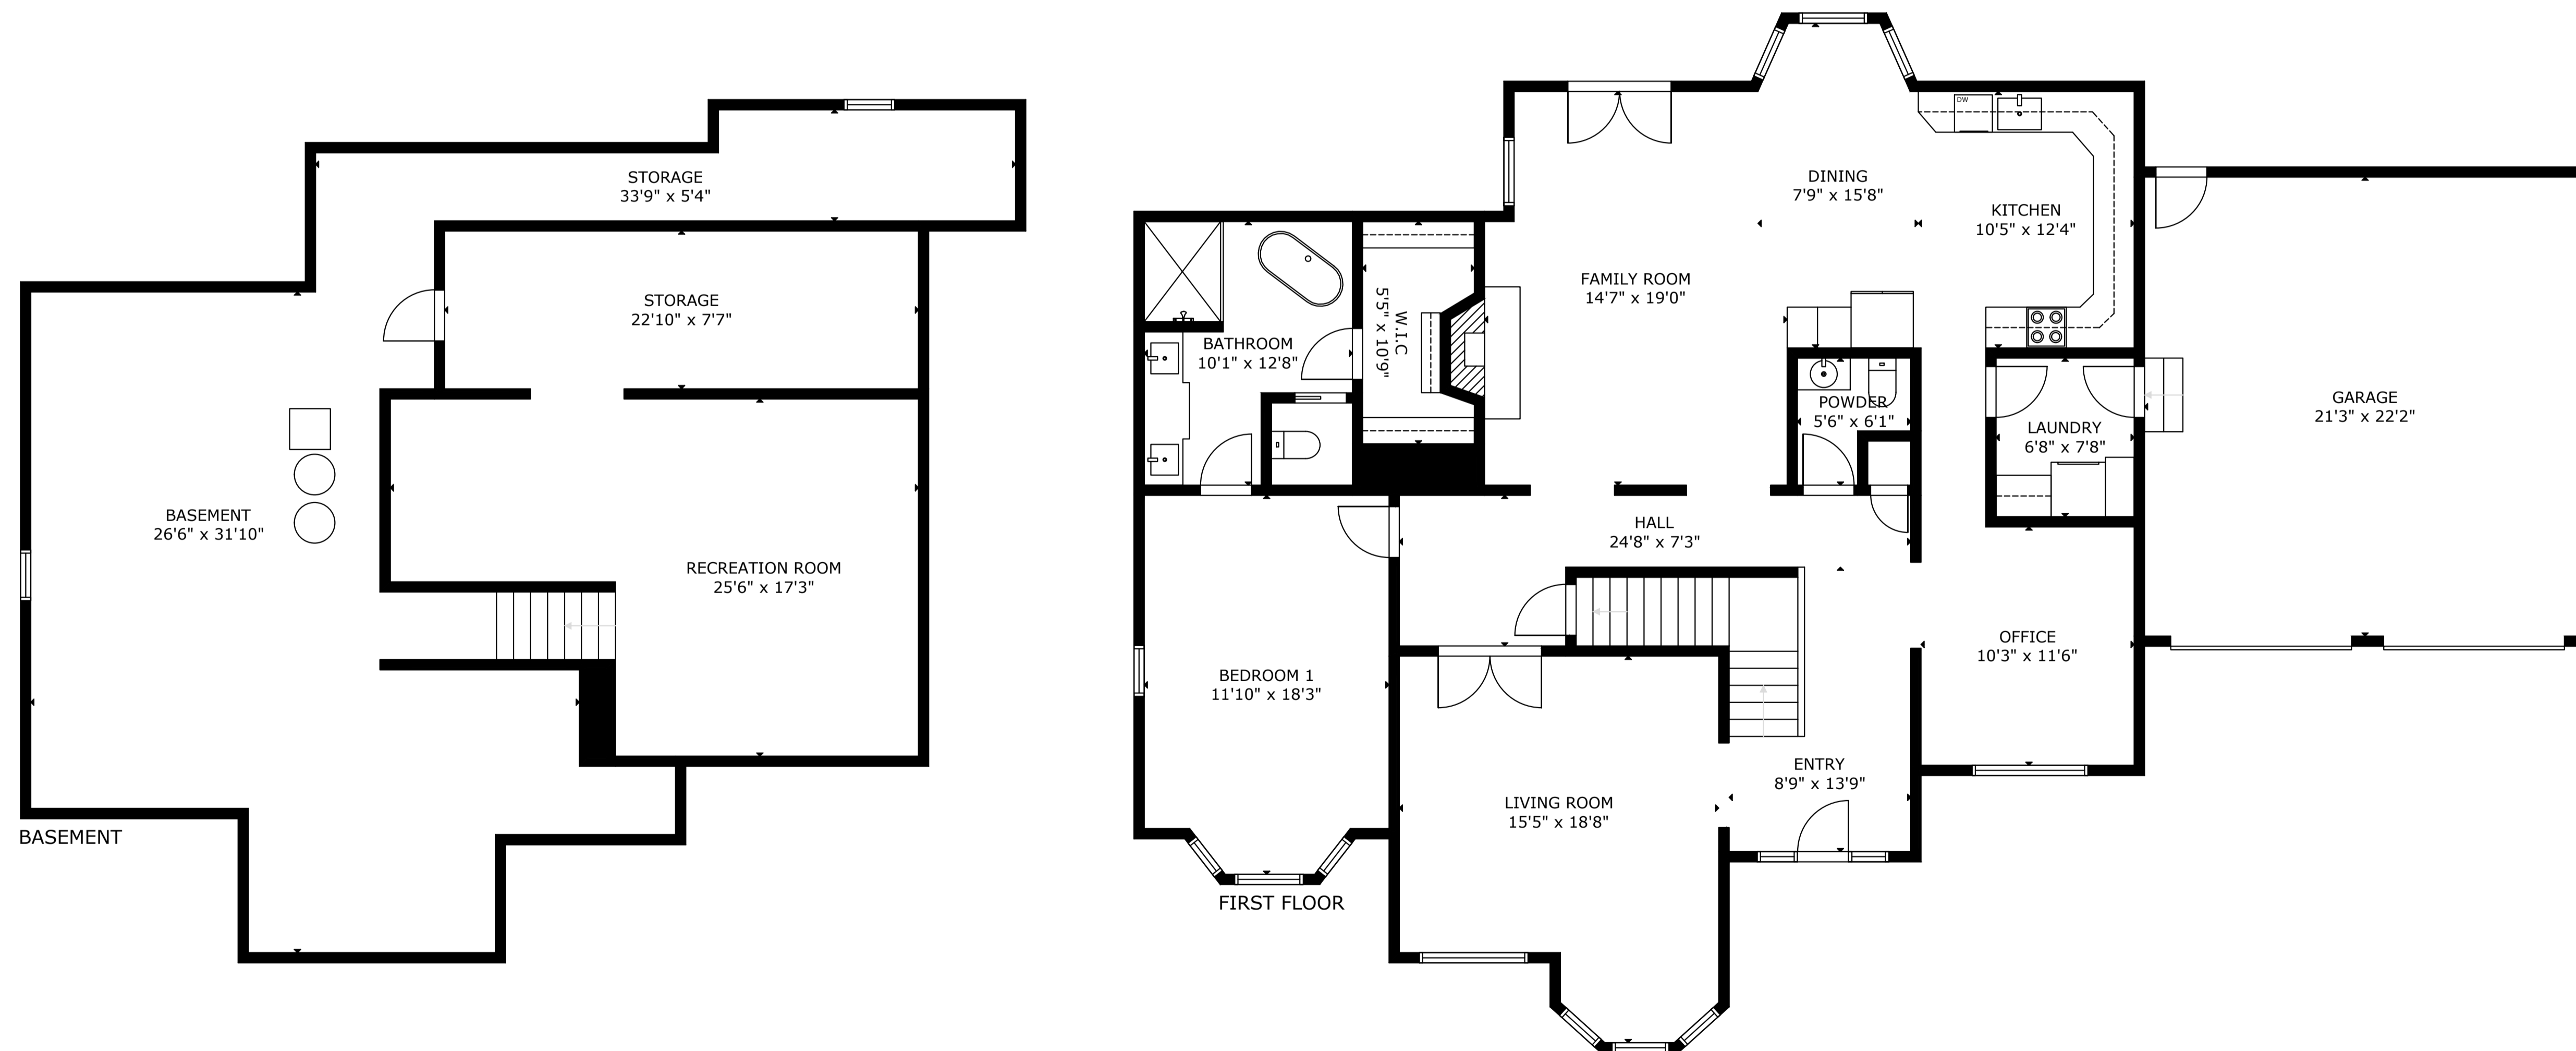 STORAGE
33'9" x 5'4"
STORAGE
22'10" x 7'7"
BASEMENT
26'6" x 31'10"
RECREATION ROOM
25'6" x 17'3"
BASEMENT
DINING
7'9" x 15'8"
DW
KITCHEN
10'5" x 12'4"
FAMILY ROOM
14'7" x 19'0"
BATHROOM
10'1" x 12'8"
W.I.C
5'5" x 10'9"
POWDER
5'6" x 6'1"
LAUNDRY
6'8" x 7'8"
GARAGE
21'3" x 22'2"
HALL
24'8" x 7'3"
OFFICE
10'3" x 11'6"
BEDROOM 1
11'10" x 18'3"
ENTRY
8'9" x 13'9"
LIVING ROOM
15'5" x 18'8"
FIRST FLOOR